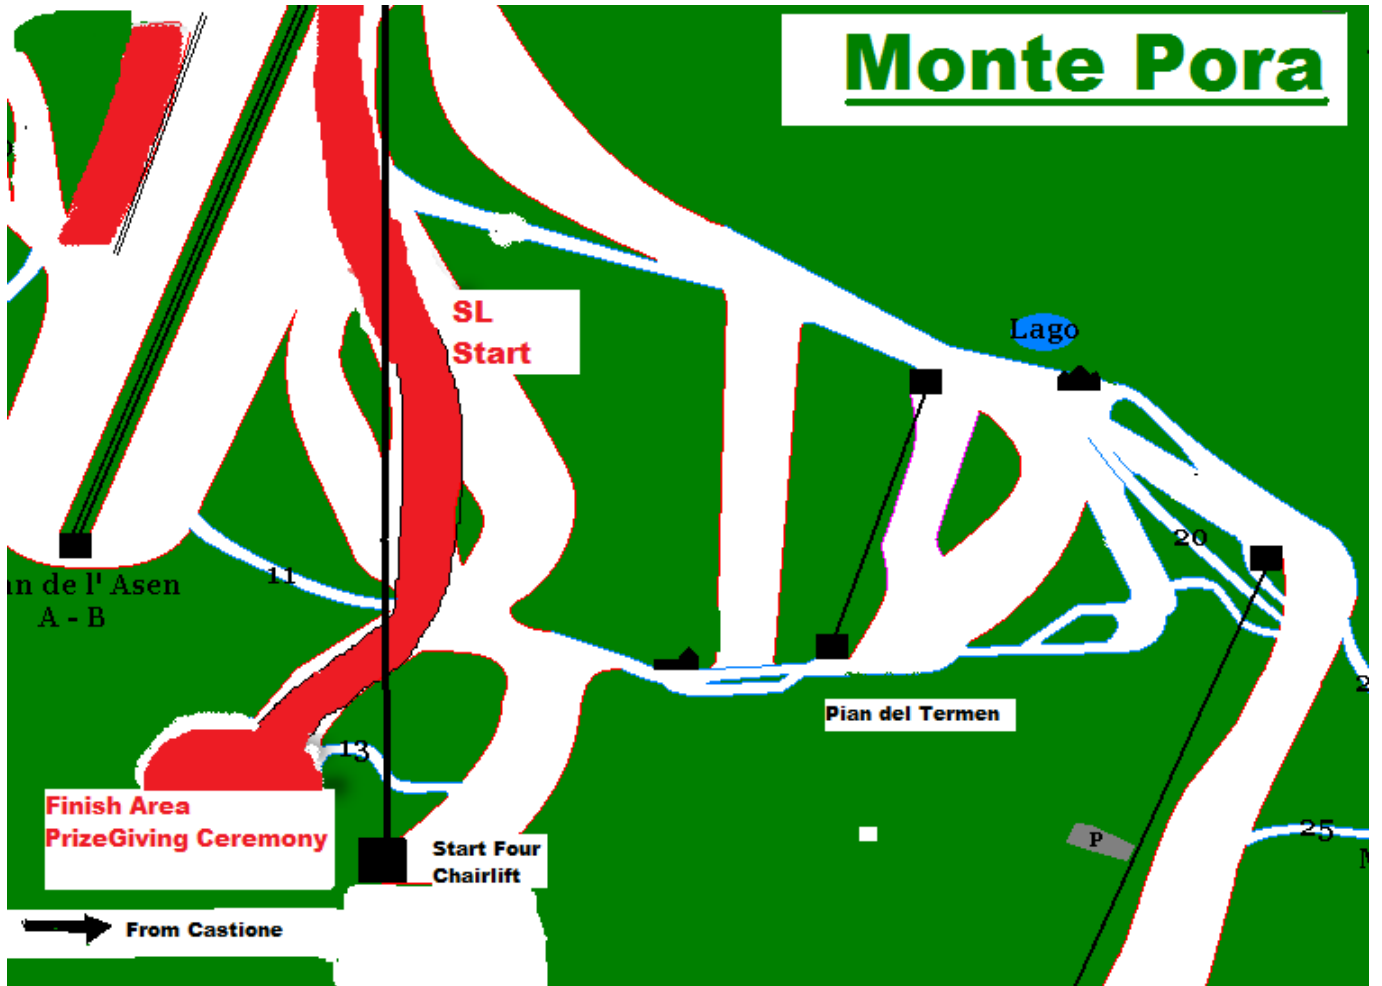 Monte Pora
SL
Start
Lago
20
11
an de l' Asen
A - B
Pian del Termen
13
Finish Area
PrizeGiving Ceremony
Start Four
Chairlift
P
25
From Castione